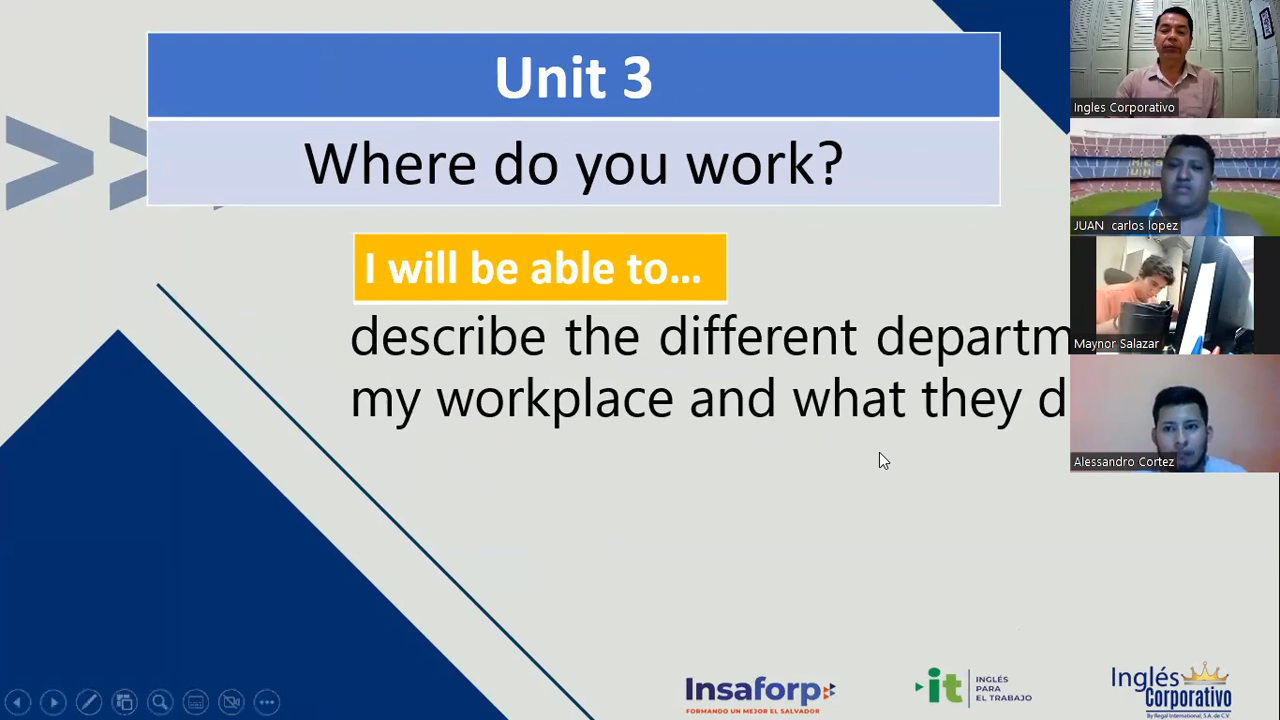 Unit 3
Where do you work?
I will be able to...
describe the different departm
my workplace and what they d
Ingles Corporativo
JUAN carlos lopez
Maynor Salazar
Alessandro Cortez
Insaforp
FORMANDO UN MEJOR EL SALVADOR
it
INGLÉS
PARA
EL TRABAJO
Inglés
Corporativo
By Regal International, S.A. de C.V.